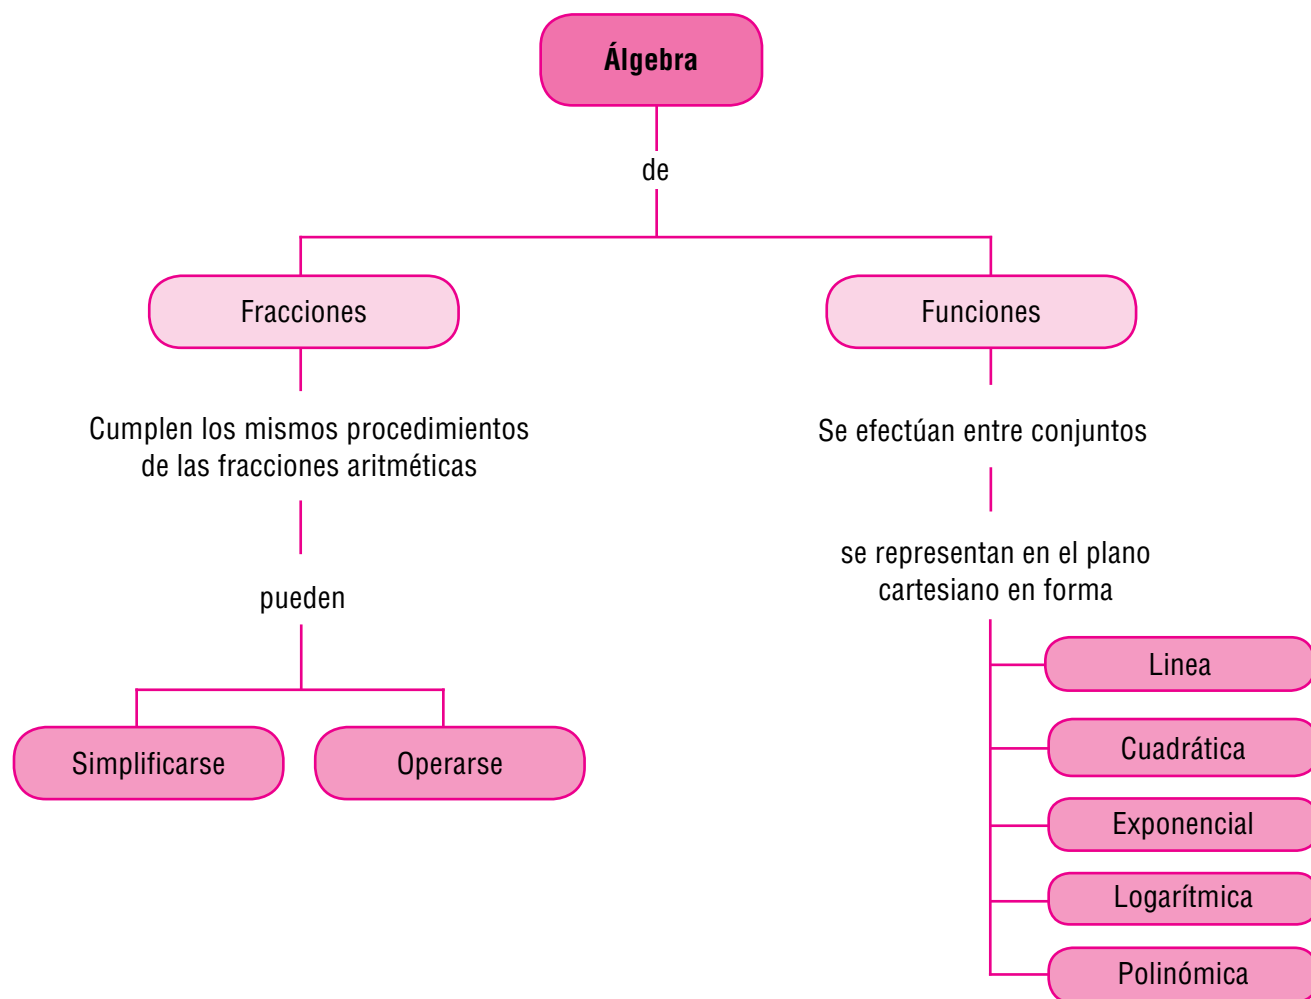 Álgebra
de
Fracciones
Funciones
Cumplen los mismos procedimientos
de las fracciones aritméticas
Se efectúan entre conjuntos
pueden
se representan en el plano
cartesiano en forma
Simplificarse
Operarse
Linea
Cuadrática
Exponencial
Logarítmica
Polinómica